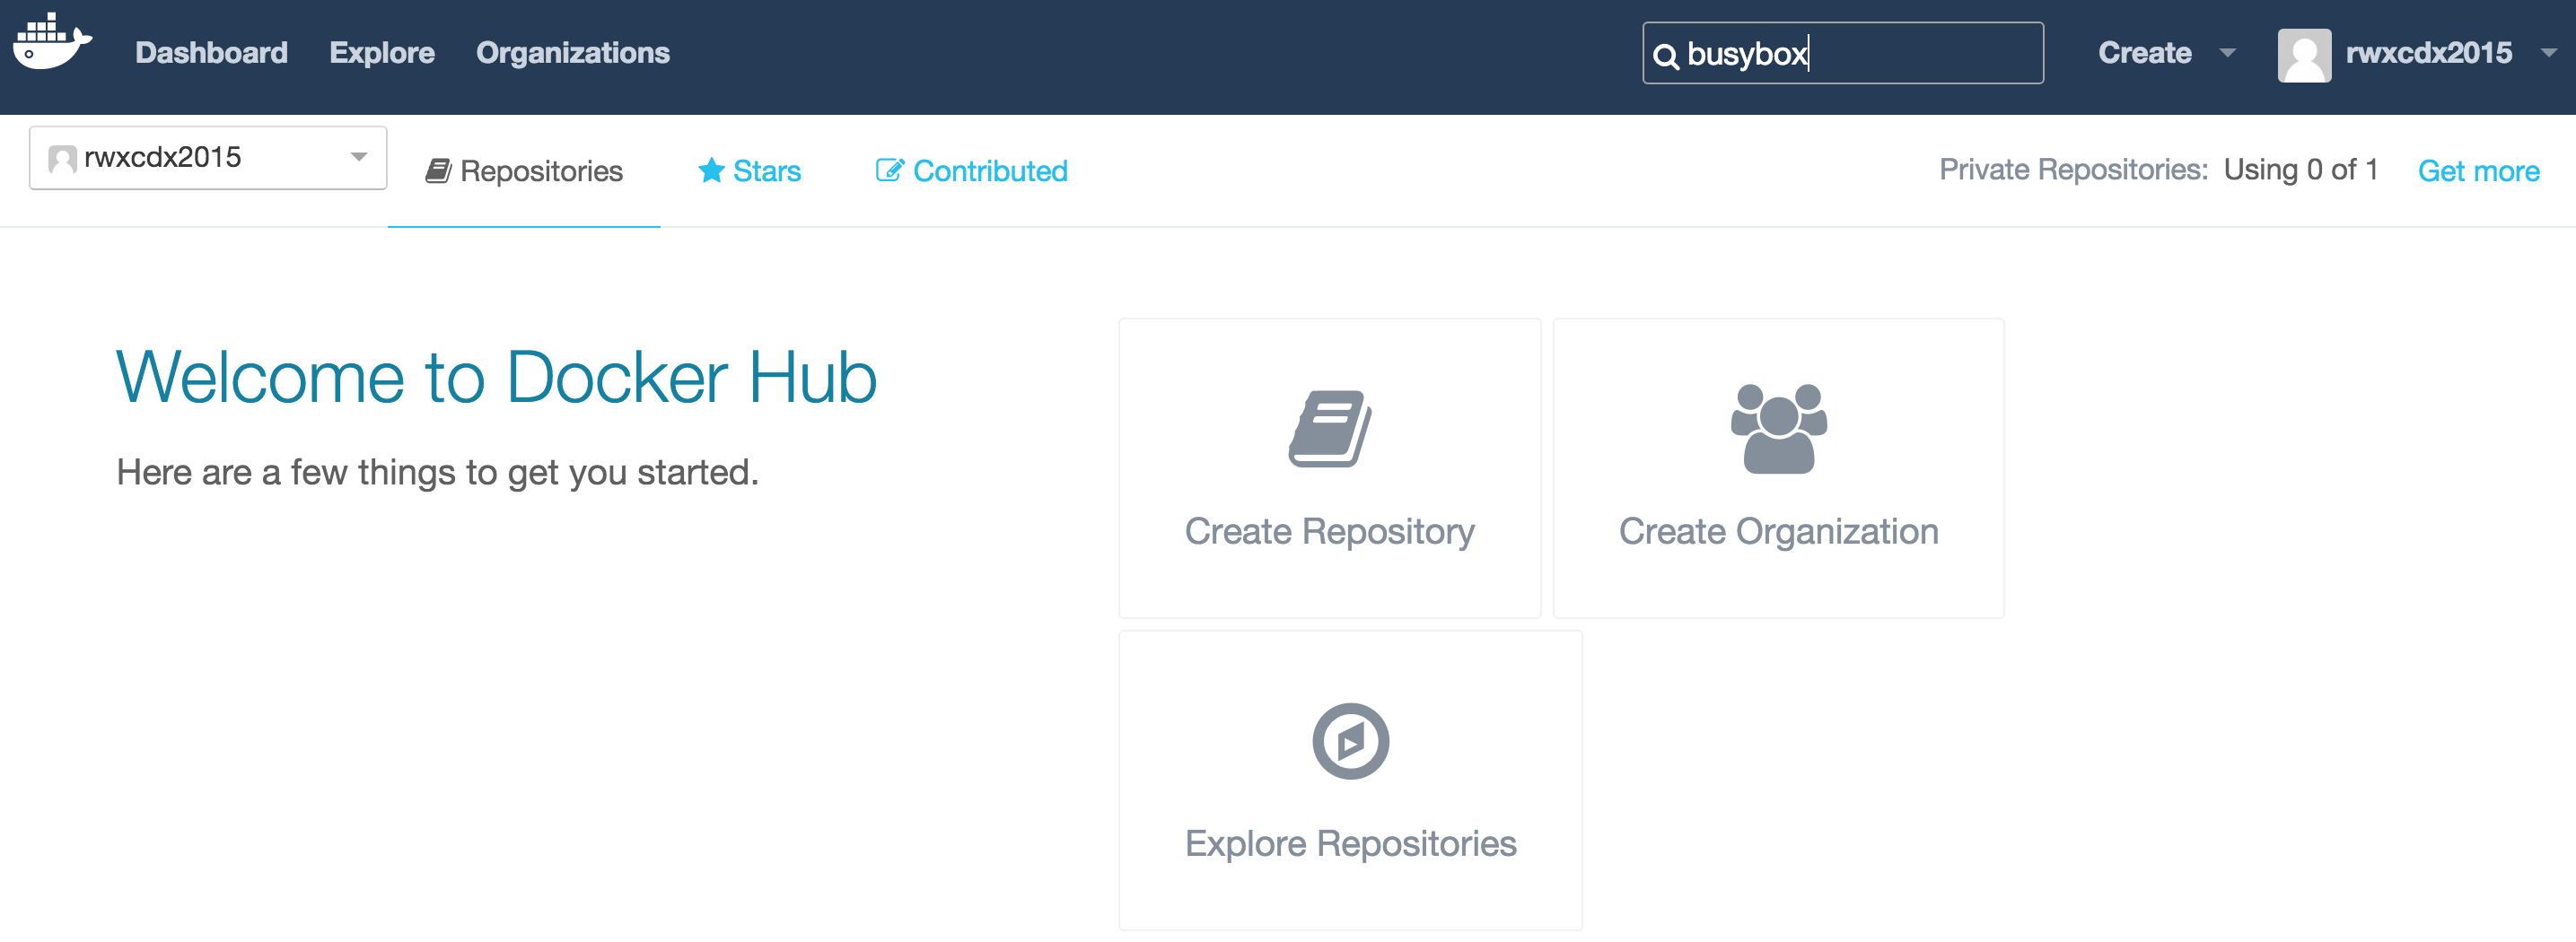 Dashboard Explore Organizations busybox Create rwxcdx2015
rwxcdx2015 Repositories Stars Contributed Private Repositories: Using 0 of 1 Get more
Welcome to Docker Hub
Here are a few things to get you started.
Create Repository
Create Organization
Explore Repositories